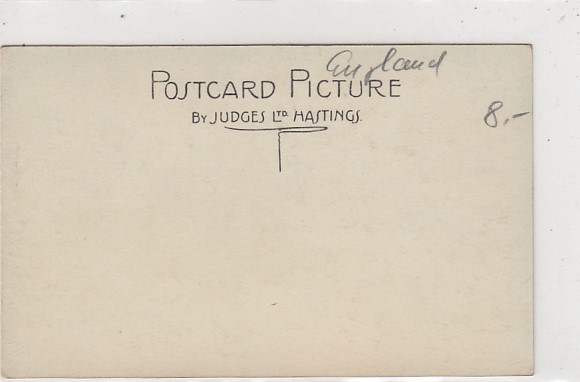 England
POSTCARD PICTURE
BY JUDGES LTD. HASTINGS.
8.-